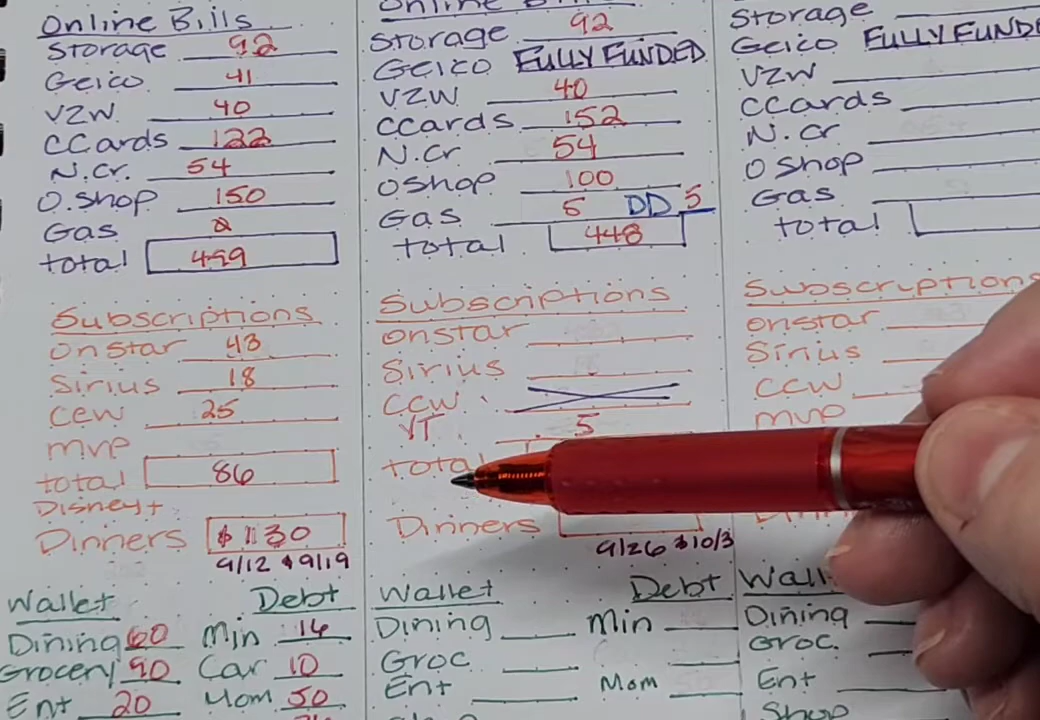 Online Bills
Storage 92
Geico 41
VZW 40
CCards 122
N.Cr. 54
O.Shop 150
Gas 2
total 499
Subscriptions
OnStar 43
Sirius 18
CCW 25
MVP
total 86
Disney+
Dinners $130
9/12 & 9/19
Wallet
Dining 60
Grocery 90
Ent 20
Debt
Min 14
Car 10
Mom 50
Online
Storage 92
Geico FULLY FUNDED
VZW 40
CCards 152
N.Cr 54
OShop 100
Gas 5 DD 5
total 448
Subscriptions
Onstar
Sirius
CCW
YT 5
total
Dinners
9/26 & 10/3
Wallet
Dining
Groc
Ent
Debt
Min
Mom
Storage
Geico FULLY FUNDE
VZW
CCards
N.Cr
O Shop
Gas
total
Subscriptions
Onstar
Sirius
CCW
MVP
Wall
Dining
Groc.
Ent
Shop